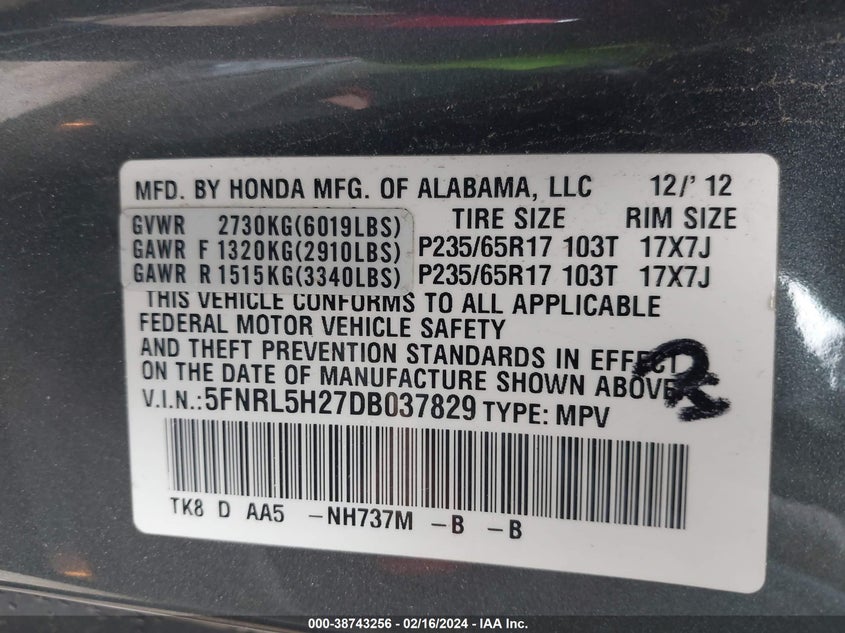 MFD. BY HONDA MFG. OF ALABAMA, LLC 12/'12
TIRE SIZE RIM SIZE
GVWR 2730KG(6019LBS)
GAWR F 1320KG(2910LBS) P235/65R17 103T 17X7J
GAWR R 1515KG(3340LBS) P235/65R17 103T 17X7J
THIS VEHICLE CONFORMS TO ALL APPLICABLE
FEDERAL MOTOR VEHICLE SAFETY
AND THEFT PREVENTION STANDARDS IN EFFECT
ON THE DATE OF MANUFACTURE SHOWN ABOVE
V.I.N.:5FNRL5H27DB037829 TYPE: MPV
TK8 D AA5 -NH737M -B -B
000-38743256 - 02/16/2024 - IAA Inc.